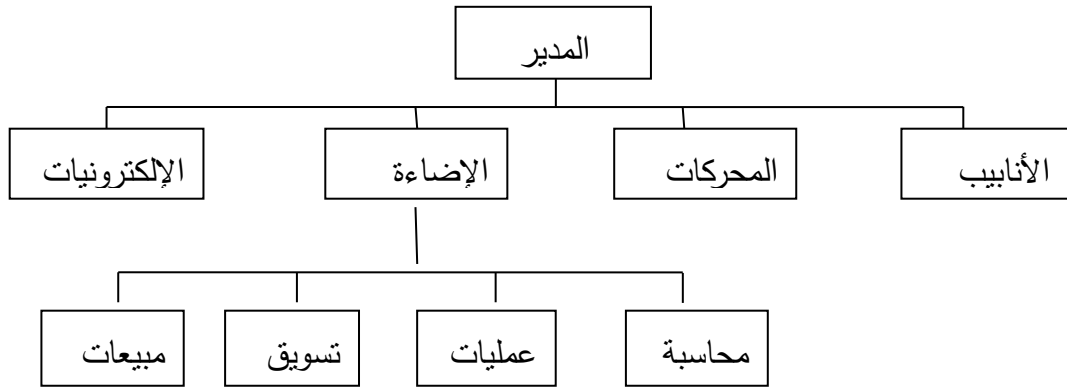 المدير
الأنابيب
المحركات
الإضاءة
الإلكترونيات
محاسبة
عمليات
تسويق
مبيعات